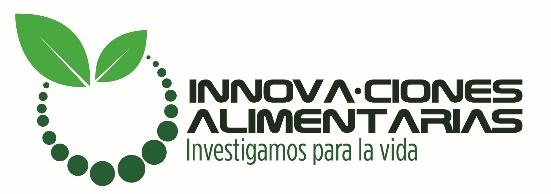 INNOVA·CIONES
ALIMENTARIAS
Investigamos para la vida